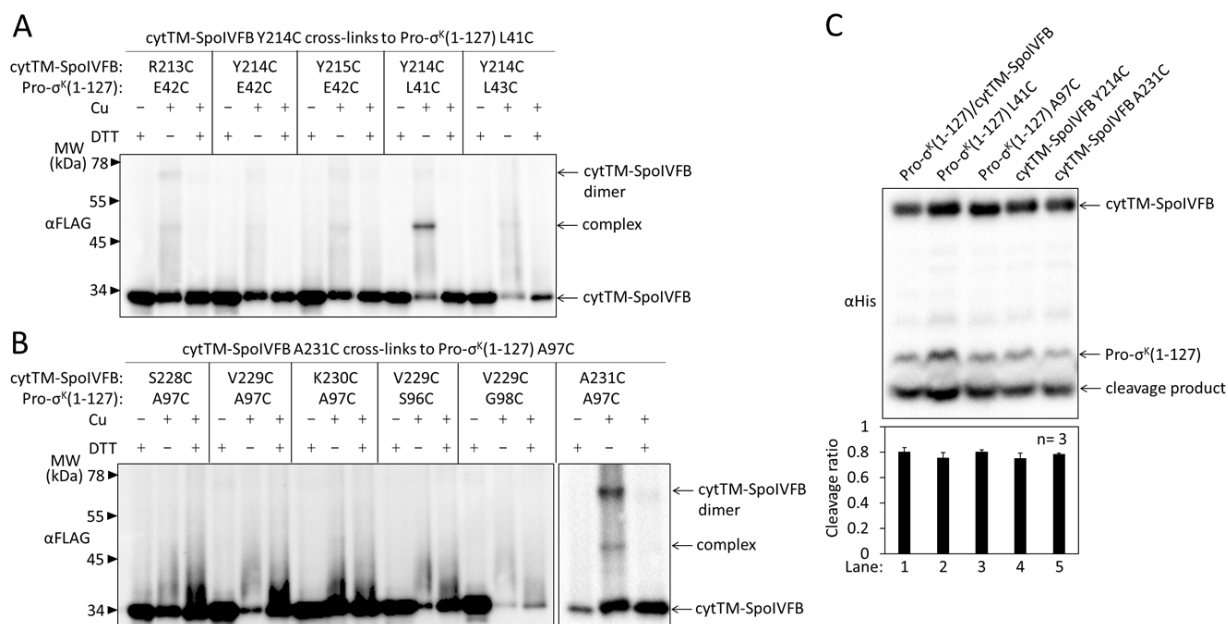 A
cytTM-SpoIVFB Y214C cross-links to Pro-σᴷ(1-127) L41C
cytTM-SpoIVFB: R213C Y214C Y215C Y214C Y214C
Pro-σᴷ(1-127): E42C E42C E42C L41C L43C
Cu – + + – + + – + + – + + – + +
DTT + – + + – + + – + + – + + – +
MW
(kDa)
78
55
αFLAG
45
34
cytTM-SpoIVFB
dimer
complex
cytTM-SpoIVFB
B
cytTM-SpoIVFB A231C cross-links to Pro-σᴷ(1-127) A97C
cytTM-SpoIVFB: S228C V229C K230C V229C V229C A231C
Pro-σᴷ(1-127): A97C A97C A97C S96C G98C A97C
Cu – + + – + + – + + – + + – + + – + +
DTT + – + + – + + – + + – + + – + + – +
MW
(kDa)
78
55
αFLAG
45
34
cytTM-SpoIVFB
dimer
complex
cytTM-SpoIVFB
C
Pro-σᴷ(1-127)/cytTM-SpoIVFB
Pro-σᴷ(1-127) L41C
Pro-σᴷ(1-127) A97C
cytTM-SpoIVFB Y214C
cytTM-SpoIVFB A231C
cytTM-SpoIVFB
αHis
Pro-σᴷ(1-127)
cleavage product
Cleavage ratio
1
0.8
0.6
0.4
0.2
0
n= 3
Lane: 1 2 3 4 5